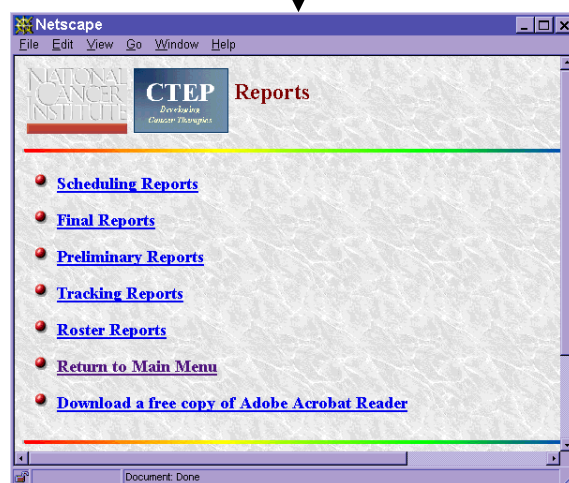 Netscape
File Edit View Go Window Help
NATIONAL
CANCER
INSTITUTE
CTEP
Developing
Cancer Therapies
Reports
Scheduling Reports
Final Reports
Preliminary Reports
Tracking Reports
Roster Reports
Return to Main Menu
Download a free copy of Adobe Acrobat Reader
Document: Done